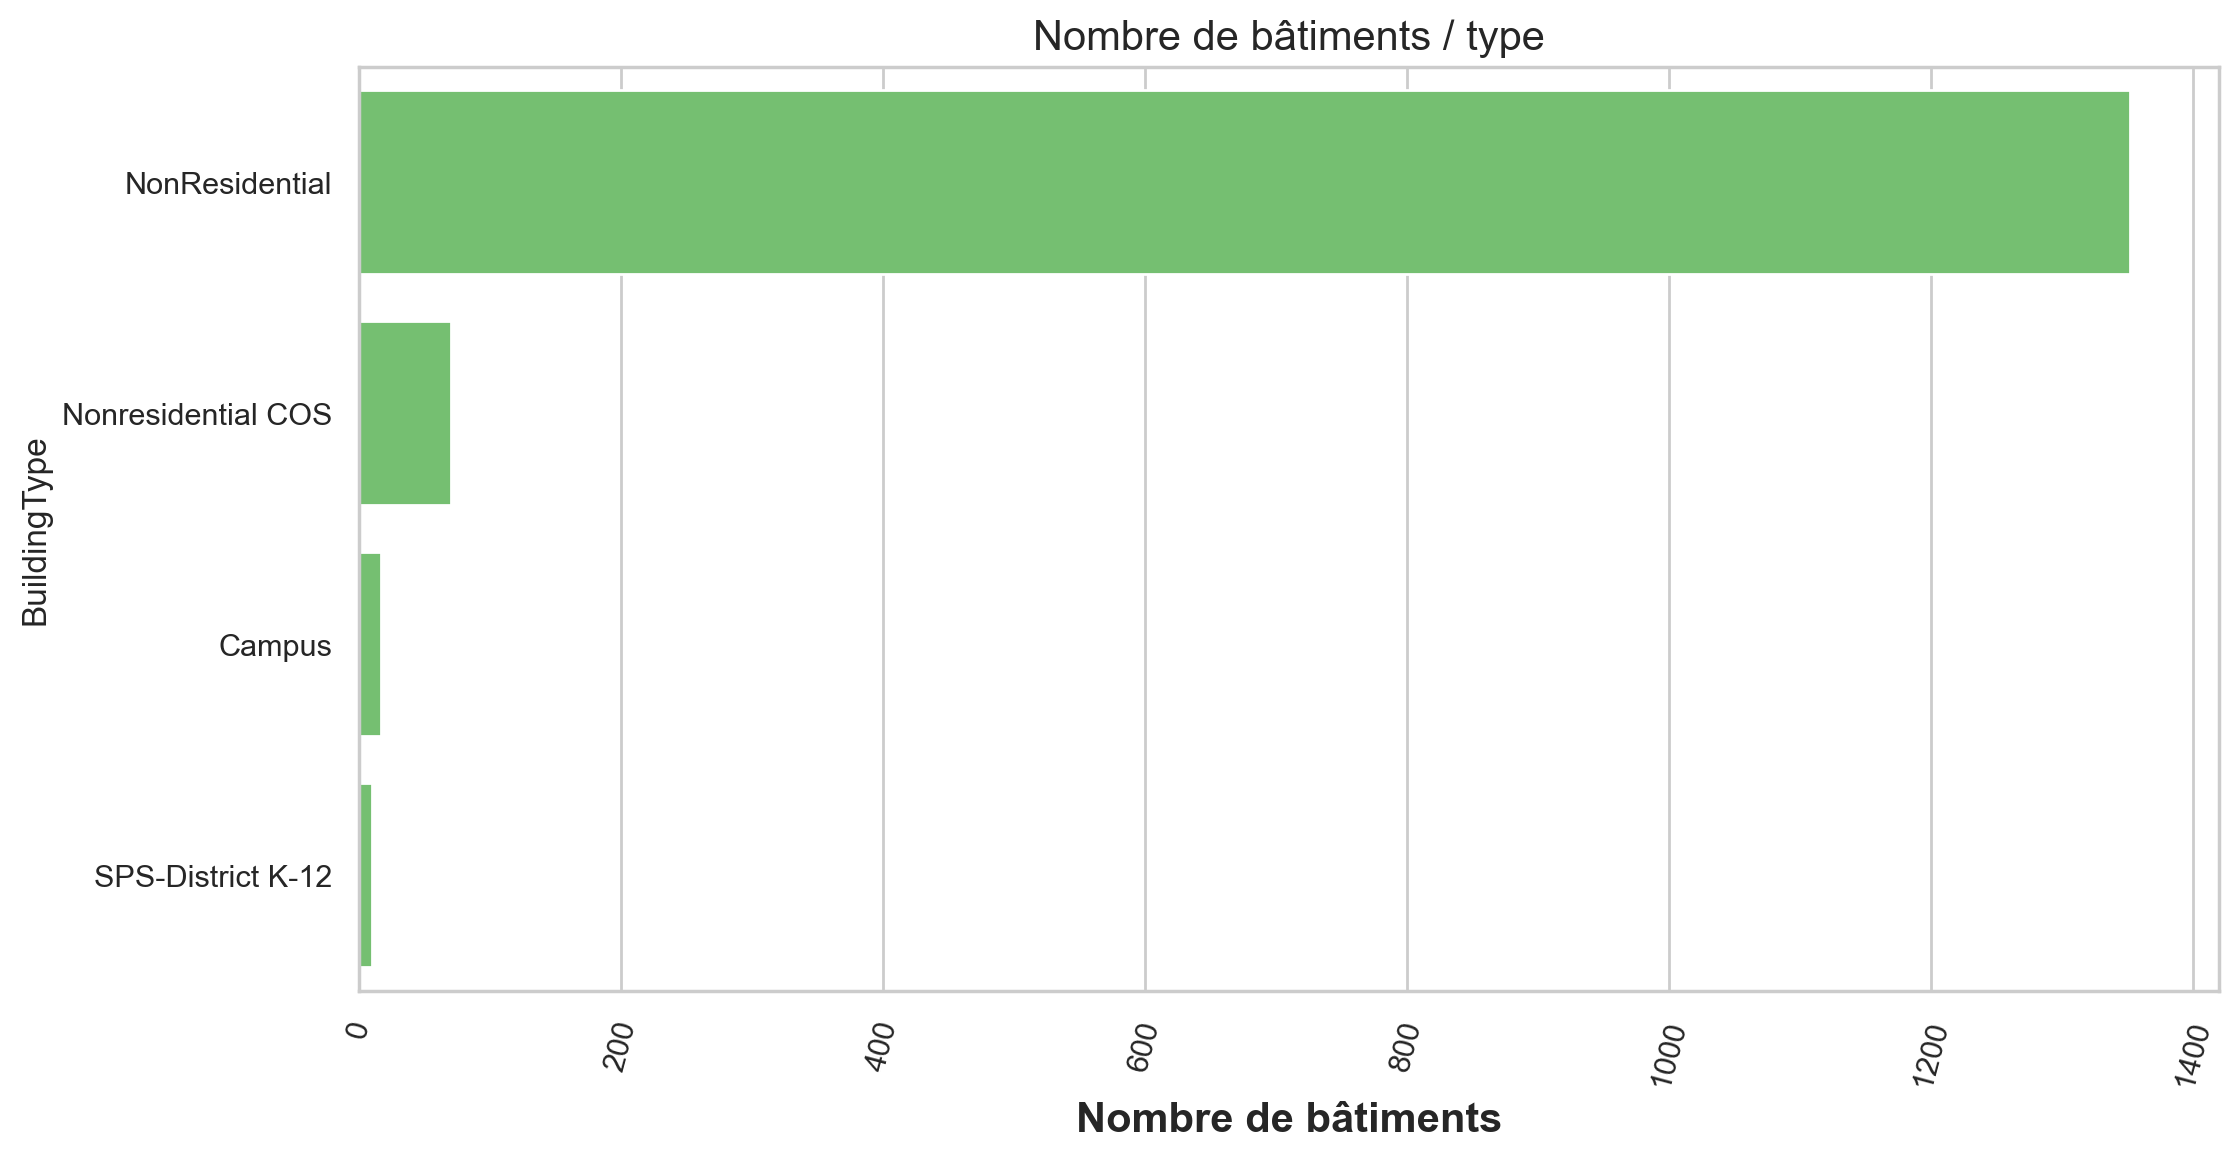 Nombre de bâtiments / type
NonResidential
Nonresidential COS
Campus
SPS-District K-12
BuildingType
0
200
400
600
800
1000
1200
1400
Nombre de bâtiments